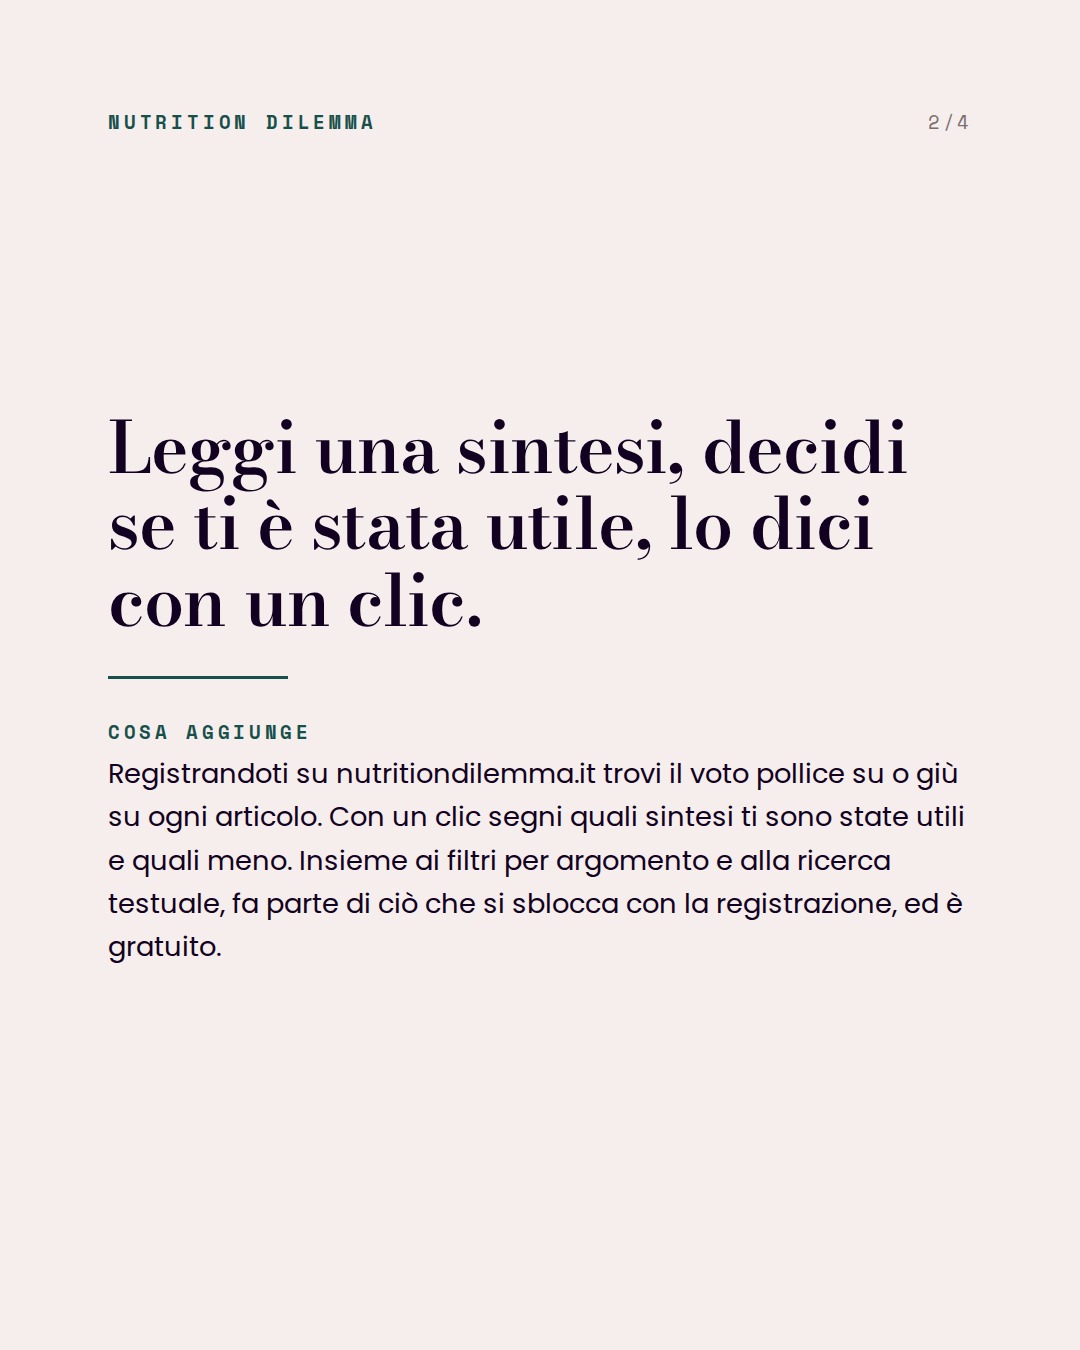 NUTRITION DILEMMA
2/4
Leggi una sintesi, decidi
se ti è stata utile, lo dici
con un clic.
COSA AGGIUNGE
Registrandoti su nutritiondilemma.it trovi il voto pollice su o giù
su ogni articolo. Con un clic segni quali sintesi ti sono state utili
e quali meno. Insieme ai filtri per argomento e alla ricerca
testuale, fa parte di ciò che si sblocca con la registrazione, ed è
gratuito.